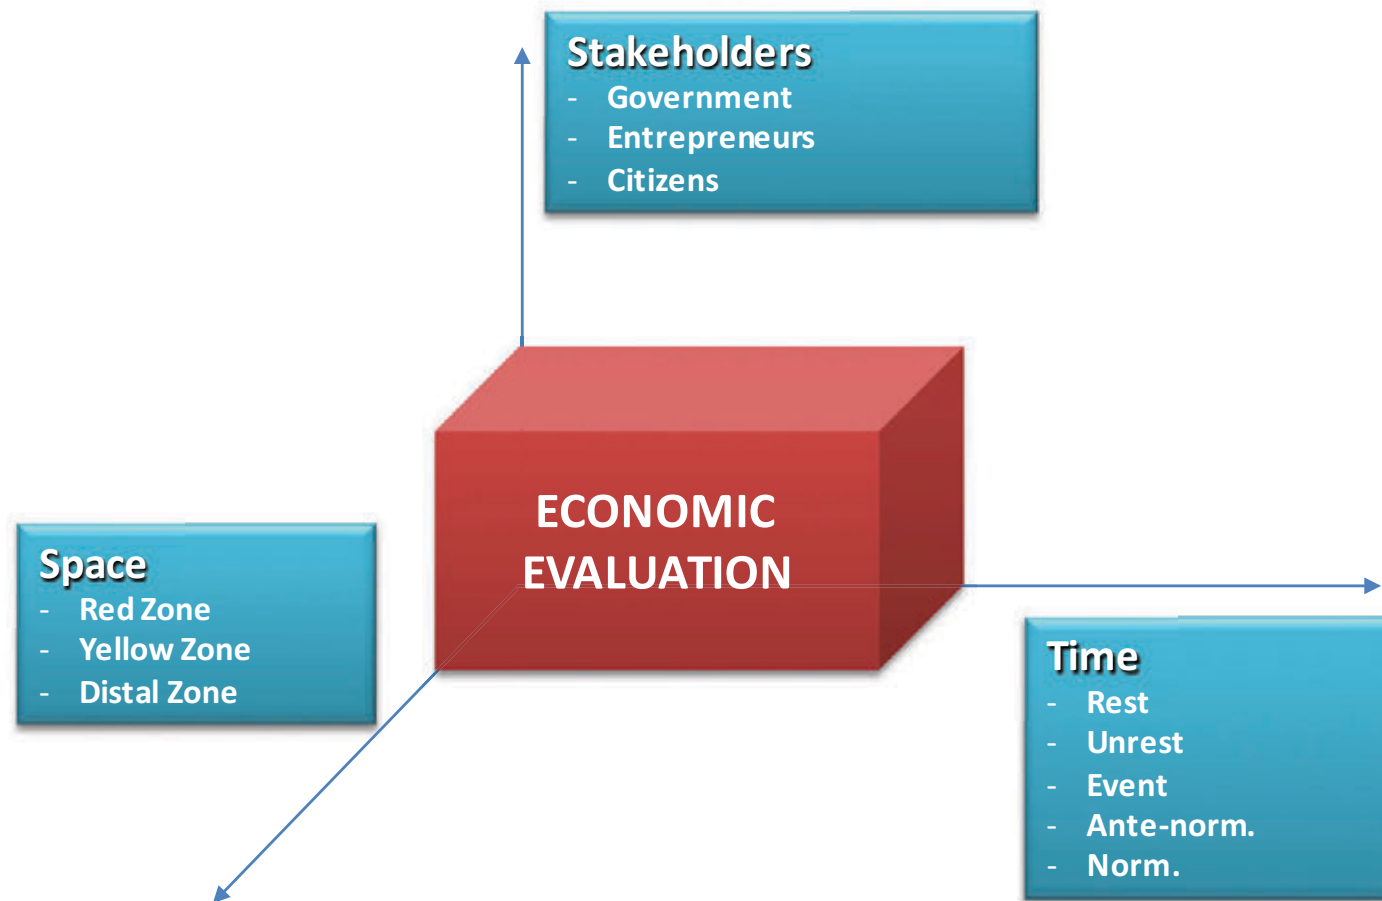 Stakeholders
- Government
- Entrepreneurs
- Citizens
ECONOMIC
EVALUATION
Space
- Red Zone
- Yellow Zone
- Distal Zone
Time
- Rest
- Unrest
- Event
- Ante-norm.
- Norm.